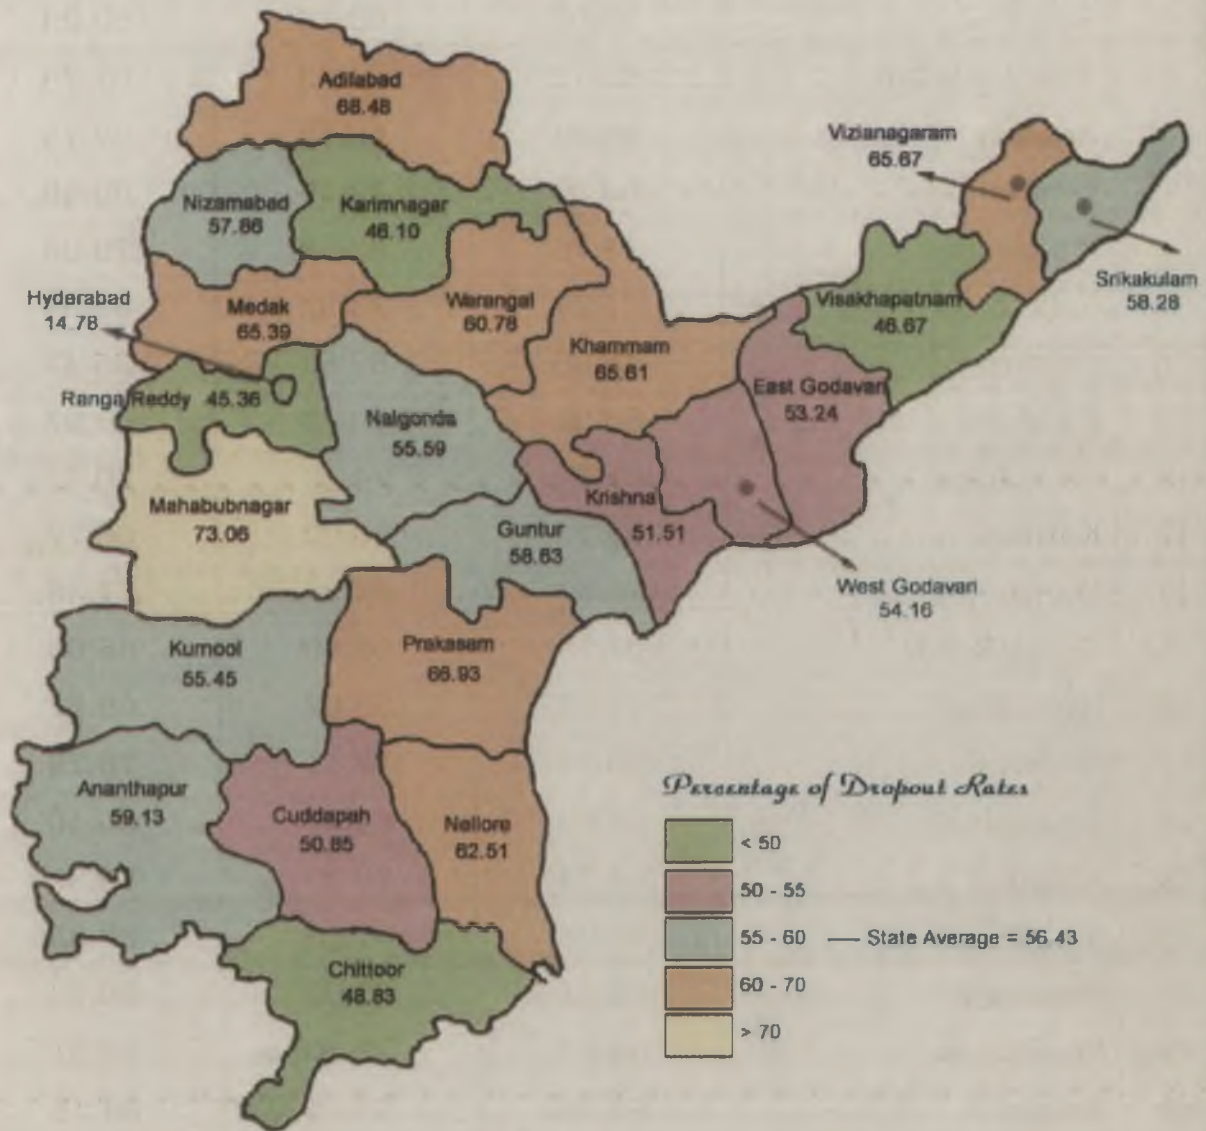 Adilabad
68.48
Vizianagaram
65.67
Nizamabad
57.86
Karimnagar
46.10
Srikakulam
58.28
Hyderabad
14.78
Medak
65.39
Warangal
60.78
Visakhapatnam
46.67
Khammam
65.61
Ranga Reddy 45.36
East Godavari
53.24
Nalgonda
55.59
Mahabubnagar
73.06
Krishna
51.51
Guntur
58.63
West Godavari
54.16
Kurnool
55.45
Prakasam
66.93
Ananthapur
59.13
Cuddapah
50.85
Nellore
62.51
Chittoor
48.83
Percentage of Dropout Rates
< 50
50 - 55
55 - 60 — State Average = 56.43
60 - 70
> 70